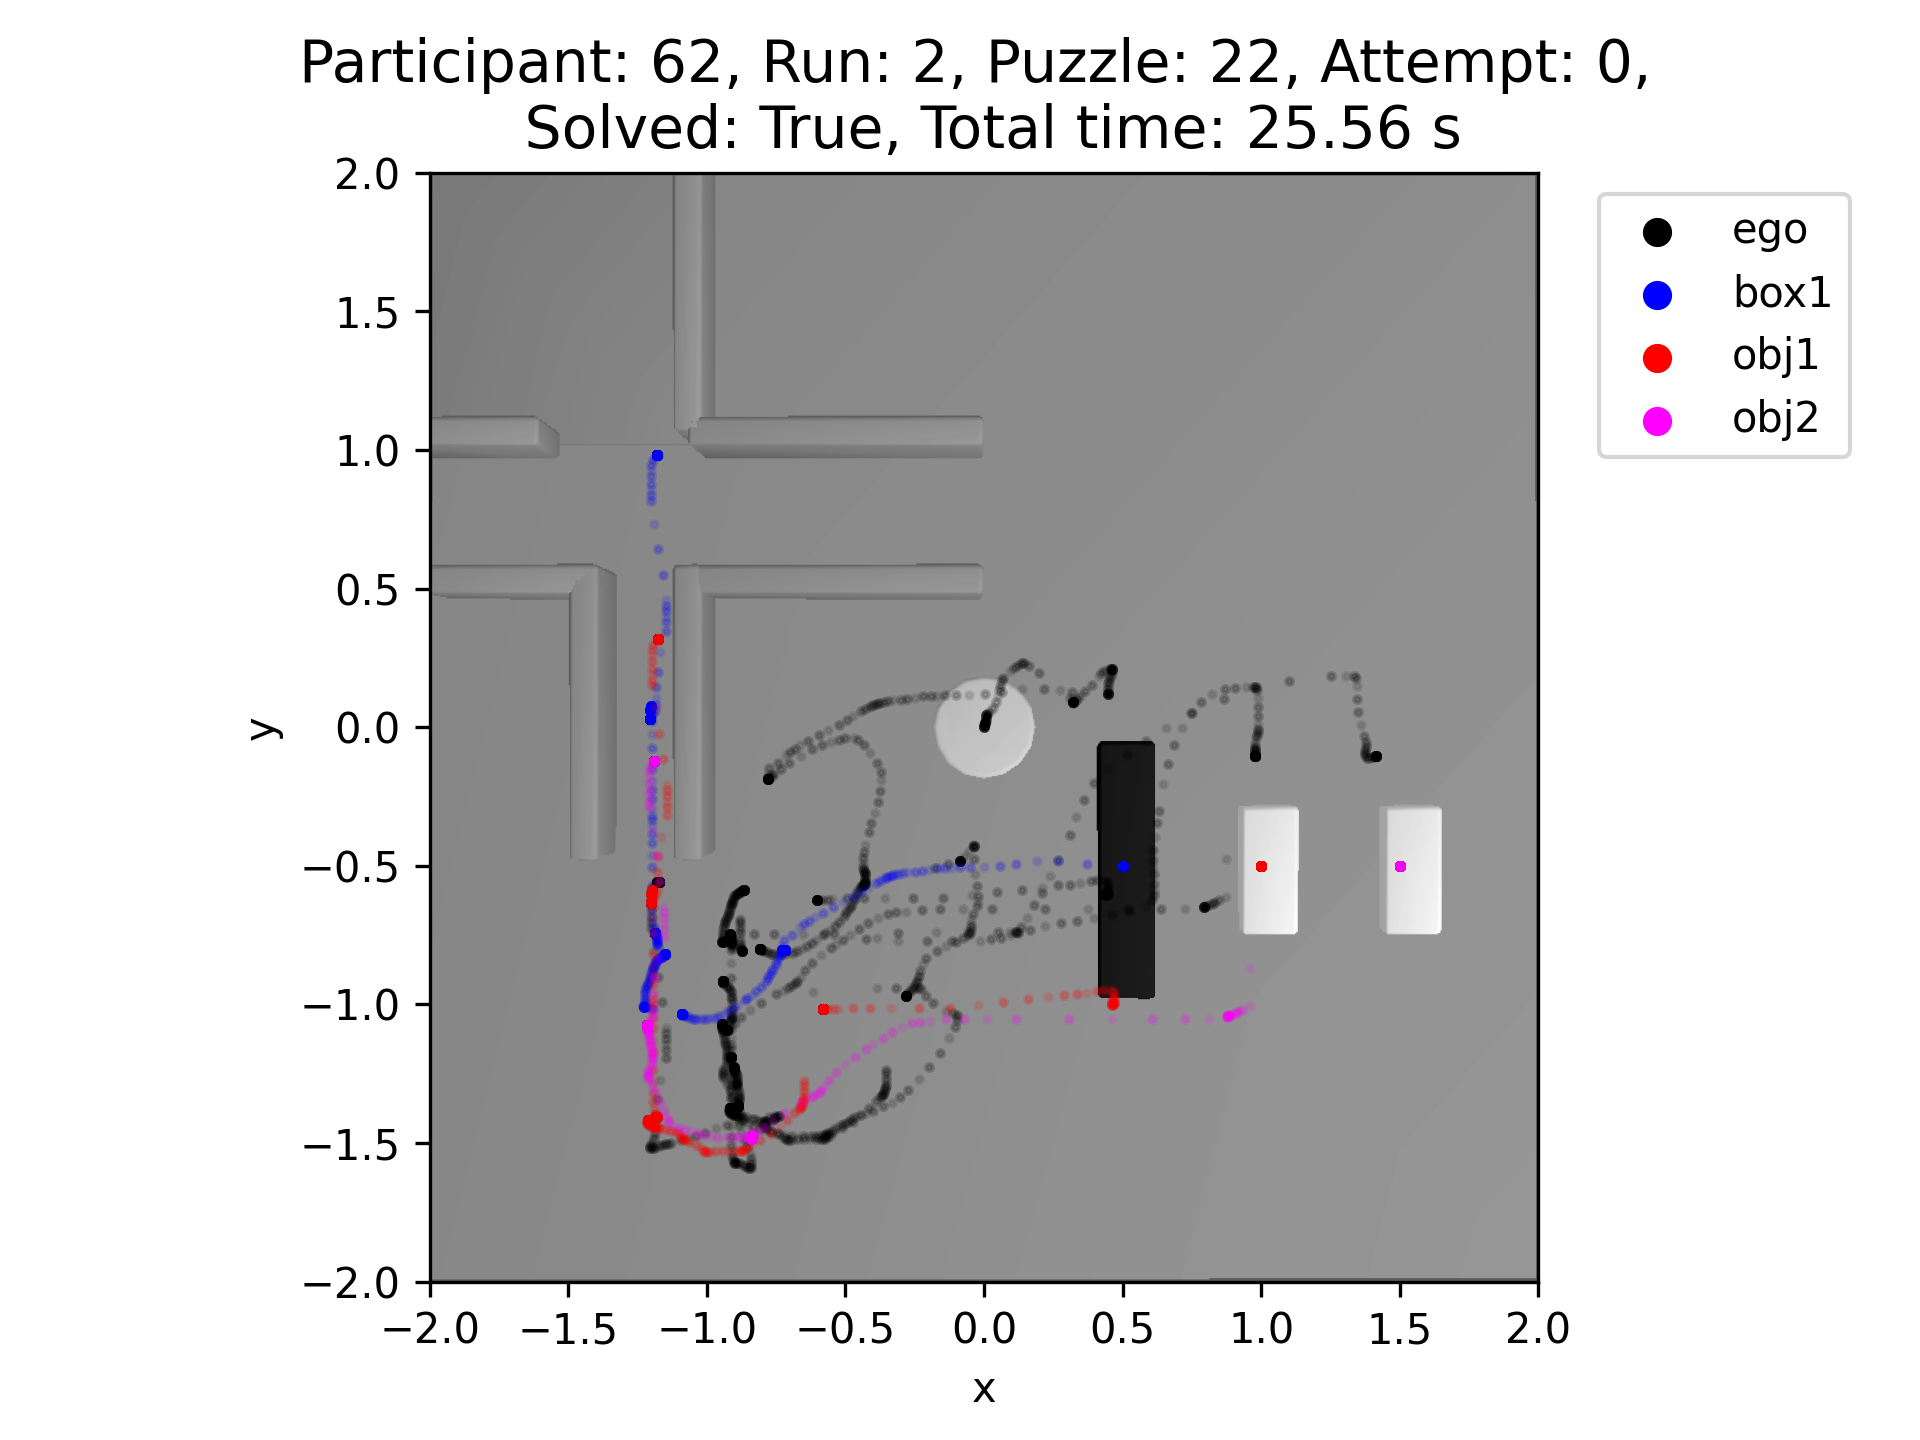 Participant: 62, Run: 2, Puzzle: 22, Attempt: 0,
Solved: True, Total time: 25.56 s
2.0
1.5
1.0
0.5
0.0
−0.5
−1.0
−1.5
−2.0
y
−2.0 −1.5 −1.0 −0.5 0.0 0.5 1.0 1.5 2.0
x
ego
box1
obj1
obj2